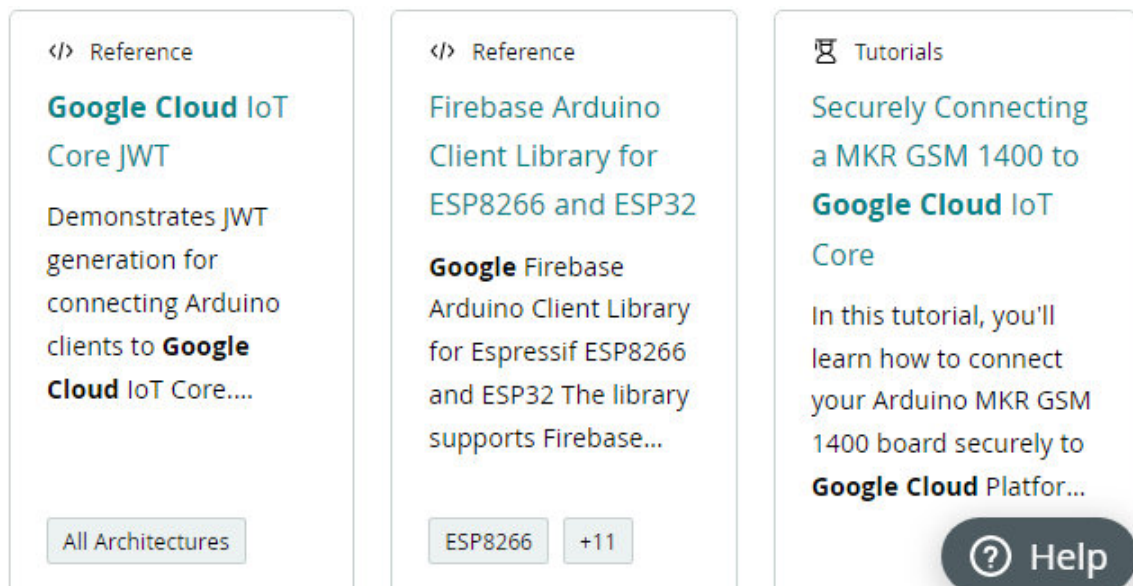 Reference
Google Cloud IoT
Core JWT
Demonstrates JWT
generation for
connecting Arduino
clients to Google
Cloud IoT Core....
All Architectures
Reference
Firebase Arduino
Client Library for
ESP8266 and ESP32
Google Firebase
Arduino Client Library
for Espressif ESP8266
and ESP32 The library
supports Firebase...
ESP8266
+11
Tutorials
Securely Connecting
a MKR GSM 1400 to
Google Cloud IoT
Core
In this tutorial, you'll
learn how to connect
your Arduino MKR GSM
1400 board securely to
Google Cloud Platfor...
Help